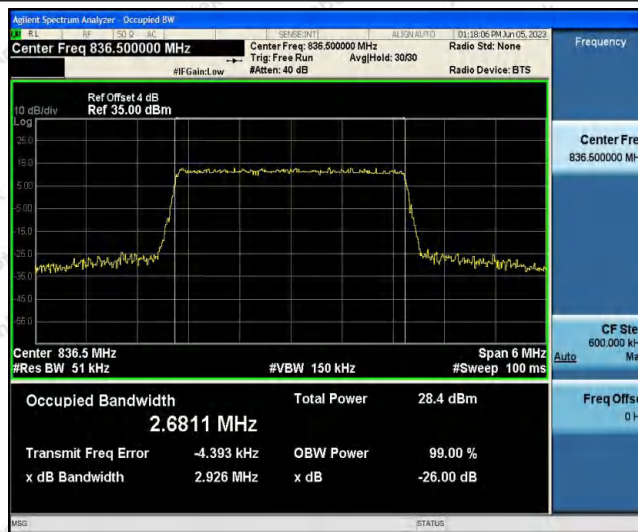 Agilent Spectrum Analyzer - Occupied BW
RL RF 50 Ω AC SENSE:INT ALIGN AUTO 01:18:06 PM Jun 05, 2023
Center Freq 836.500000 MHz
Center Freq: 836.500000 MHz
Radio Std: None
Trig: Free Run Avg|Hold: 30/30
#IFGain:Low #Atten: 40 dB
Radio Device: BTS
Frequency
Ref Offset 4 dB
10 dB/div Ref 35.00 dBm
Log
25.0
15.0
5.00
-5.00
-15.0
-25.0
-35.0
-45.0
-55.0
Center Fre
836.500000 MH
Center 836.5 MHz Span 6 MHz
#Res BW 51 kHz #VBW 150 kHz #Sweep 100 ms
CF Ste
600.000 kH
Auto Ma
Occupied Bandwidth Total Power 28.4 dBm
2.6811 MHz
Transmit Freq Error -4.393 kHz OBW Power 99.00 %
x dB Bandwidth 2.926 MHz x dB -26.00 dB
Freq Offse
0 H
MSG STATUS